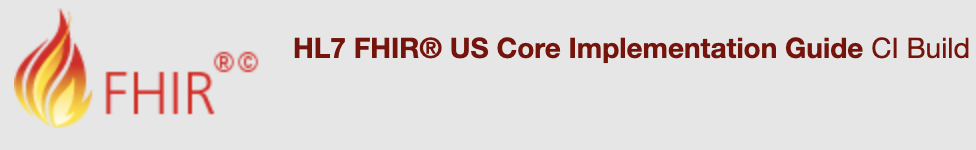 FHIR®©
HL7 FHIR® US Core Implementation Guide CI Build